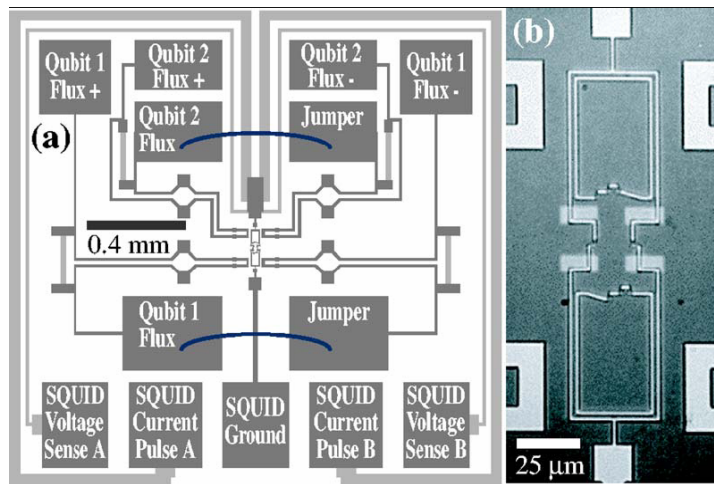 (a)
Qubit 1
Flux +
Qubit 2
Flux +
Qubit 2
Flux -
Qubit 1
Flux -
Qubit 2
Flux
Jumper
0.4 mm
Qubit 1
Flux
Jumper
SQUID
Voltage
Sense A
SQUID
Current
Pulse A
SQUID
Ground
SQUID
Current
Pulse B
SQUID
Voltage
Sense B
(b)
25 µm